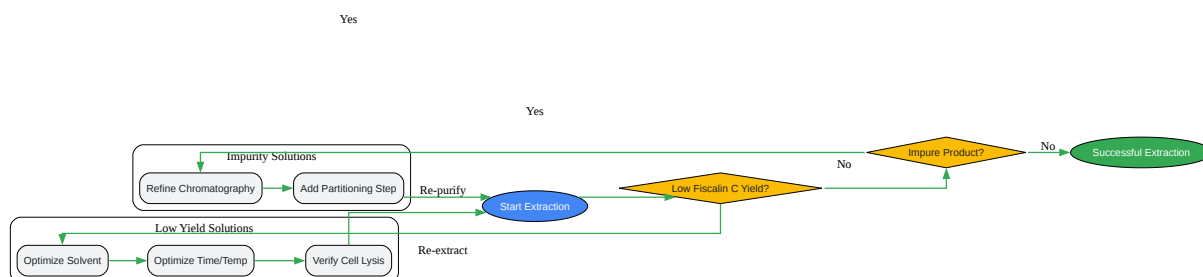 Yes
Yes
Impure Product?
No
Successful Extraction
Impurity Solutions
No
Refine Chromatography
Add Partitioning Step
Re-purify
Low Fiscalin C Yield?
Start Extraction
Low Yield Solutions
Re-extract
Optimize Solvent
Optimize Time/Temp
Verify Cell Lysis